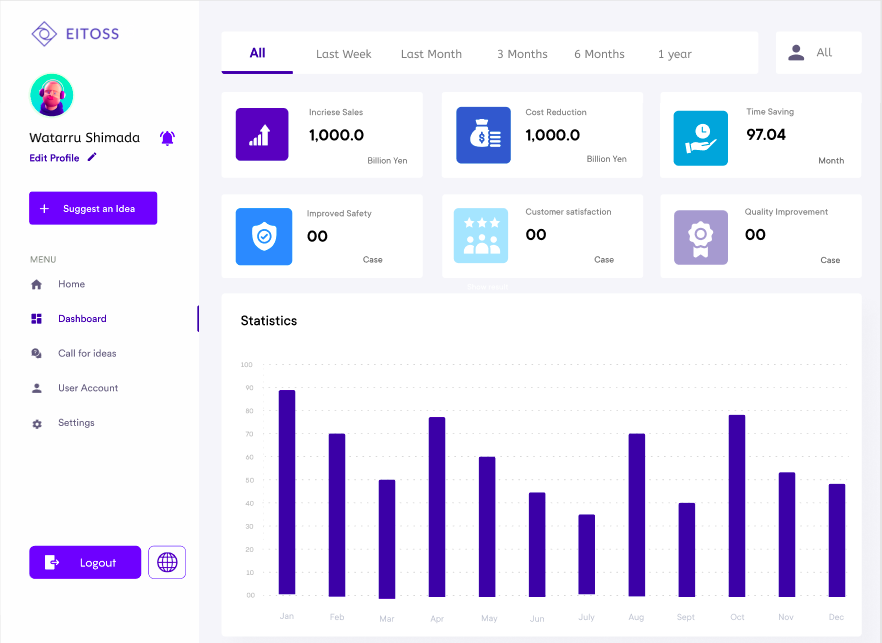 EITOSS
Watarru Shimada
Edit Profile
+ Suggest an Idea
MENU
Home
Dashboard
Call for ideas
User Account
Settings
Logout
All Last Week Last Month 3 Months 6 Months 1 year
All
Incriese Sales
1,000.0
Billion Yen
Cost Reduction
1,000.0
Billion Yen
Time Saving
97.04
Month
Improved Safety
00
Case
Customer satisfaction
00
Case
Quality Improvement
00
Case
Statistics
100
90
80
70
60
50
40
30
20
10
00
Jan Feb Mar Apr May Jun July Aug Sept Oct Nov Dec